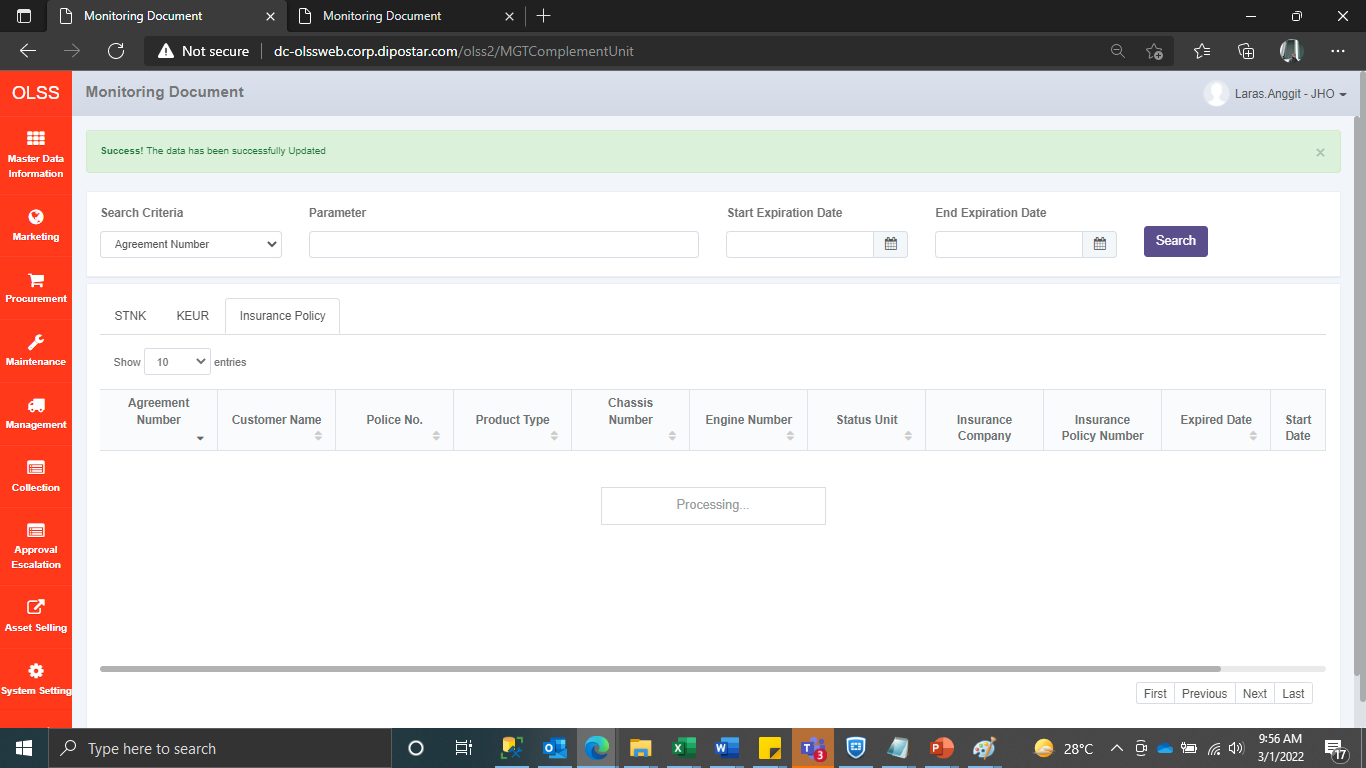 Monitoring Document
Monitoring Document
Not secure
dc-olssweb.corp.dipostar.com/olss2/MGTComplementUnit
OLSS
Monitoring Document
Laras.Anggit - JHO
Master Data
Information
Marketing
Procurement
Maintenance
Management
Collection
Approval
Escalation
Asset Selling
System Setting
Success! The data has been successfully Updated
×
Search Criteria
Parameter
Start Expiration Date
End Expiration Date
Agreement Number
Search
STNK
KEUR
Insurance Policy
Show 10 entries
Agreement
Number
Customer Name
Police No.
Product Type
Chassis
Number
Engine Number
Status Unit
Insurance
Company
Insurance
Policy Number
Expired Date
Start
Date
Processing...
First
Previous
Next
Last
Type here to search
3
28°C
9:56 AM
3/1/2022
17